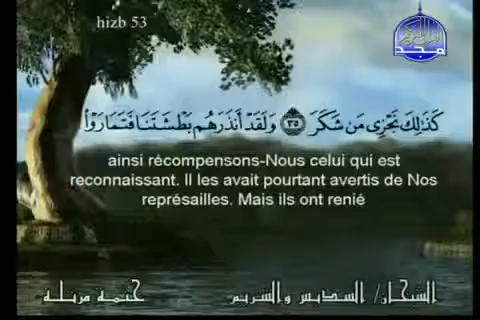 hizb 53
المجد
كَذَٰلِكَ نَجْزِى مَن شَكَرَ ٣٥ وَلَقَدْ أَنذَرَهُم بَطْشَتَنَا فَتَمَارَوْا۟
ainsi récompensons-Nous celui qui est
reconnaissant. Il les avait pourtant avertis de Nos
représailles. Mais ils ont renié
الشيخان/ السديس والشريم
ختمة مرتلة